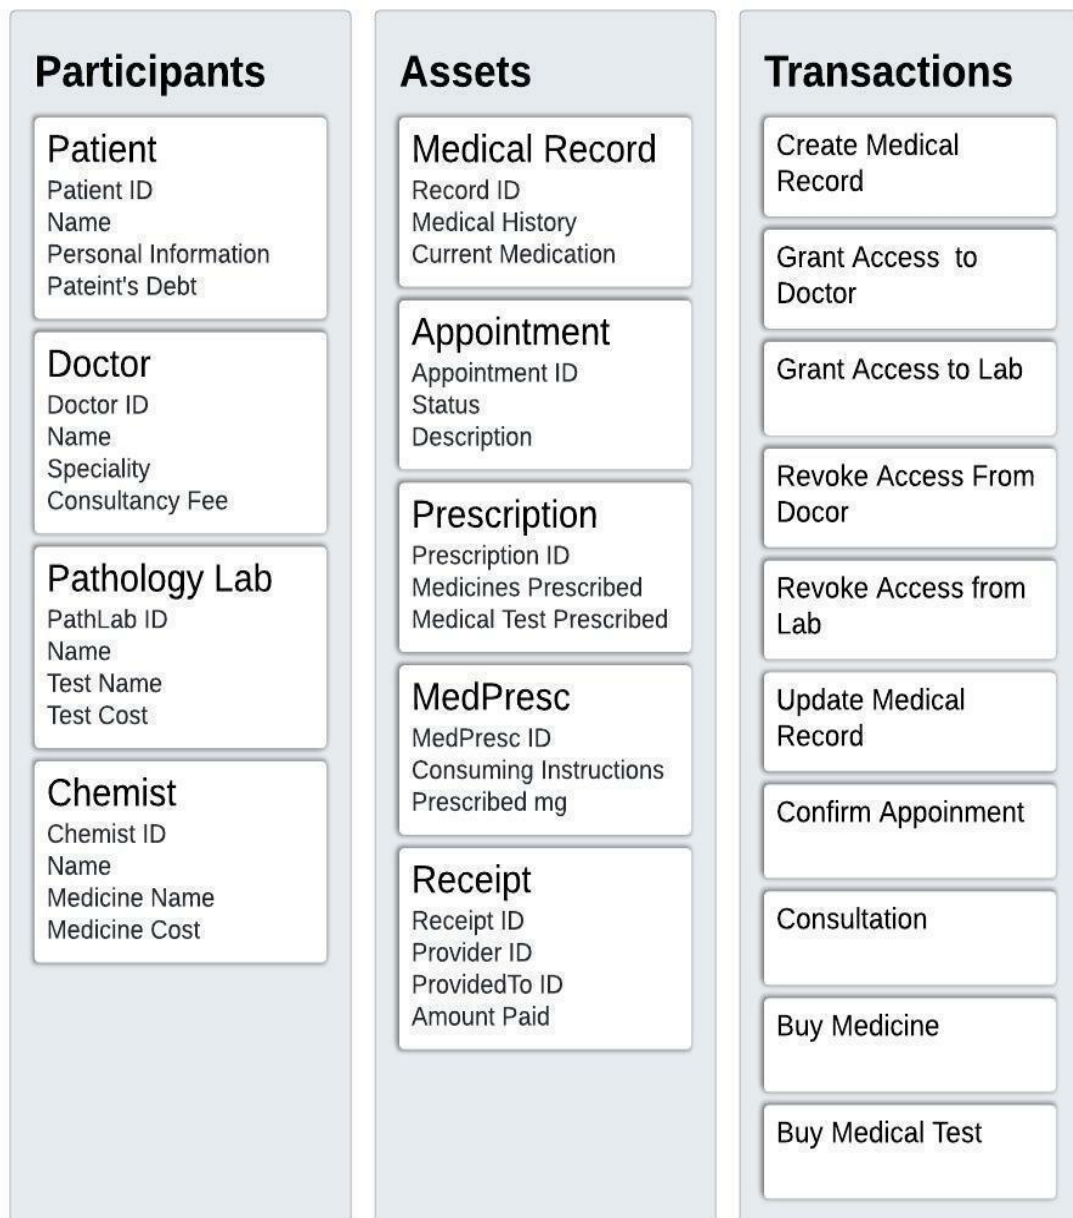 Participants
Patient
Patient ID
Name
Personal Information
Pateint's Debt
Doctor
Doctor ID
Name
Speciality
Consultancy Fee
Pathology Lab
PathLab ID
Name
Test Name
Test Cost
Chemist
Chemist ID
Name
Medicine Name
Medicine Cost
Assets
Medical Record
Record ID
Medical History
Current Medication
Appointment
Appointment ID
Status
Description
Prescription
Prescription ID
Medicines Prescribed
Medical Test Prescribed
MedPresc
MedPresc ID
Consuming Instructions
Prescribed mg
Receipt
Receipt ID
Provider ID
ProvidedTo ID
Amount Paid
Transactions
Create Medical
Record
Grant Access  to
Doctor
Grant Access to Lab
Revoke Access From
Docor
Revoke Access from
Lab
Update Medical
Record
Confirm Appoinment
Consultation
Buy Medicine
Buy Medical Test